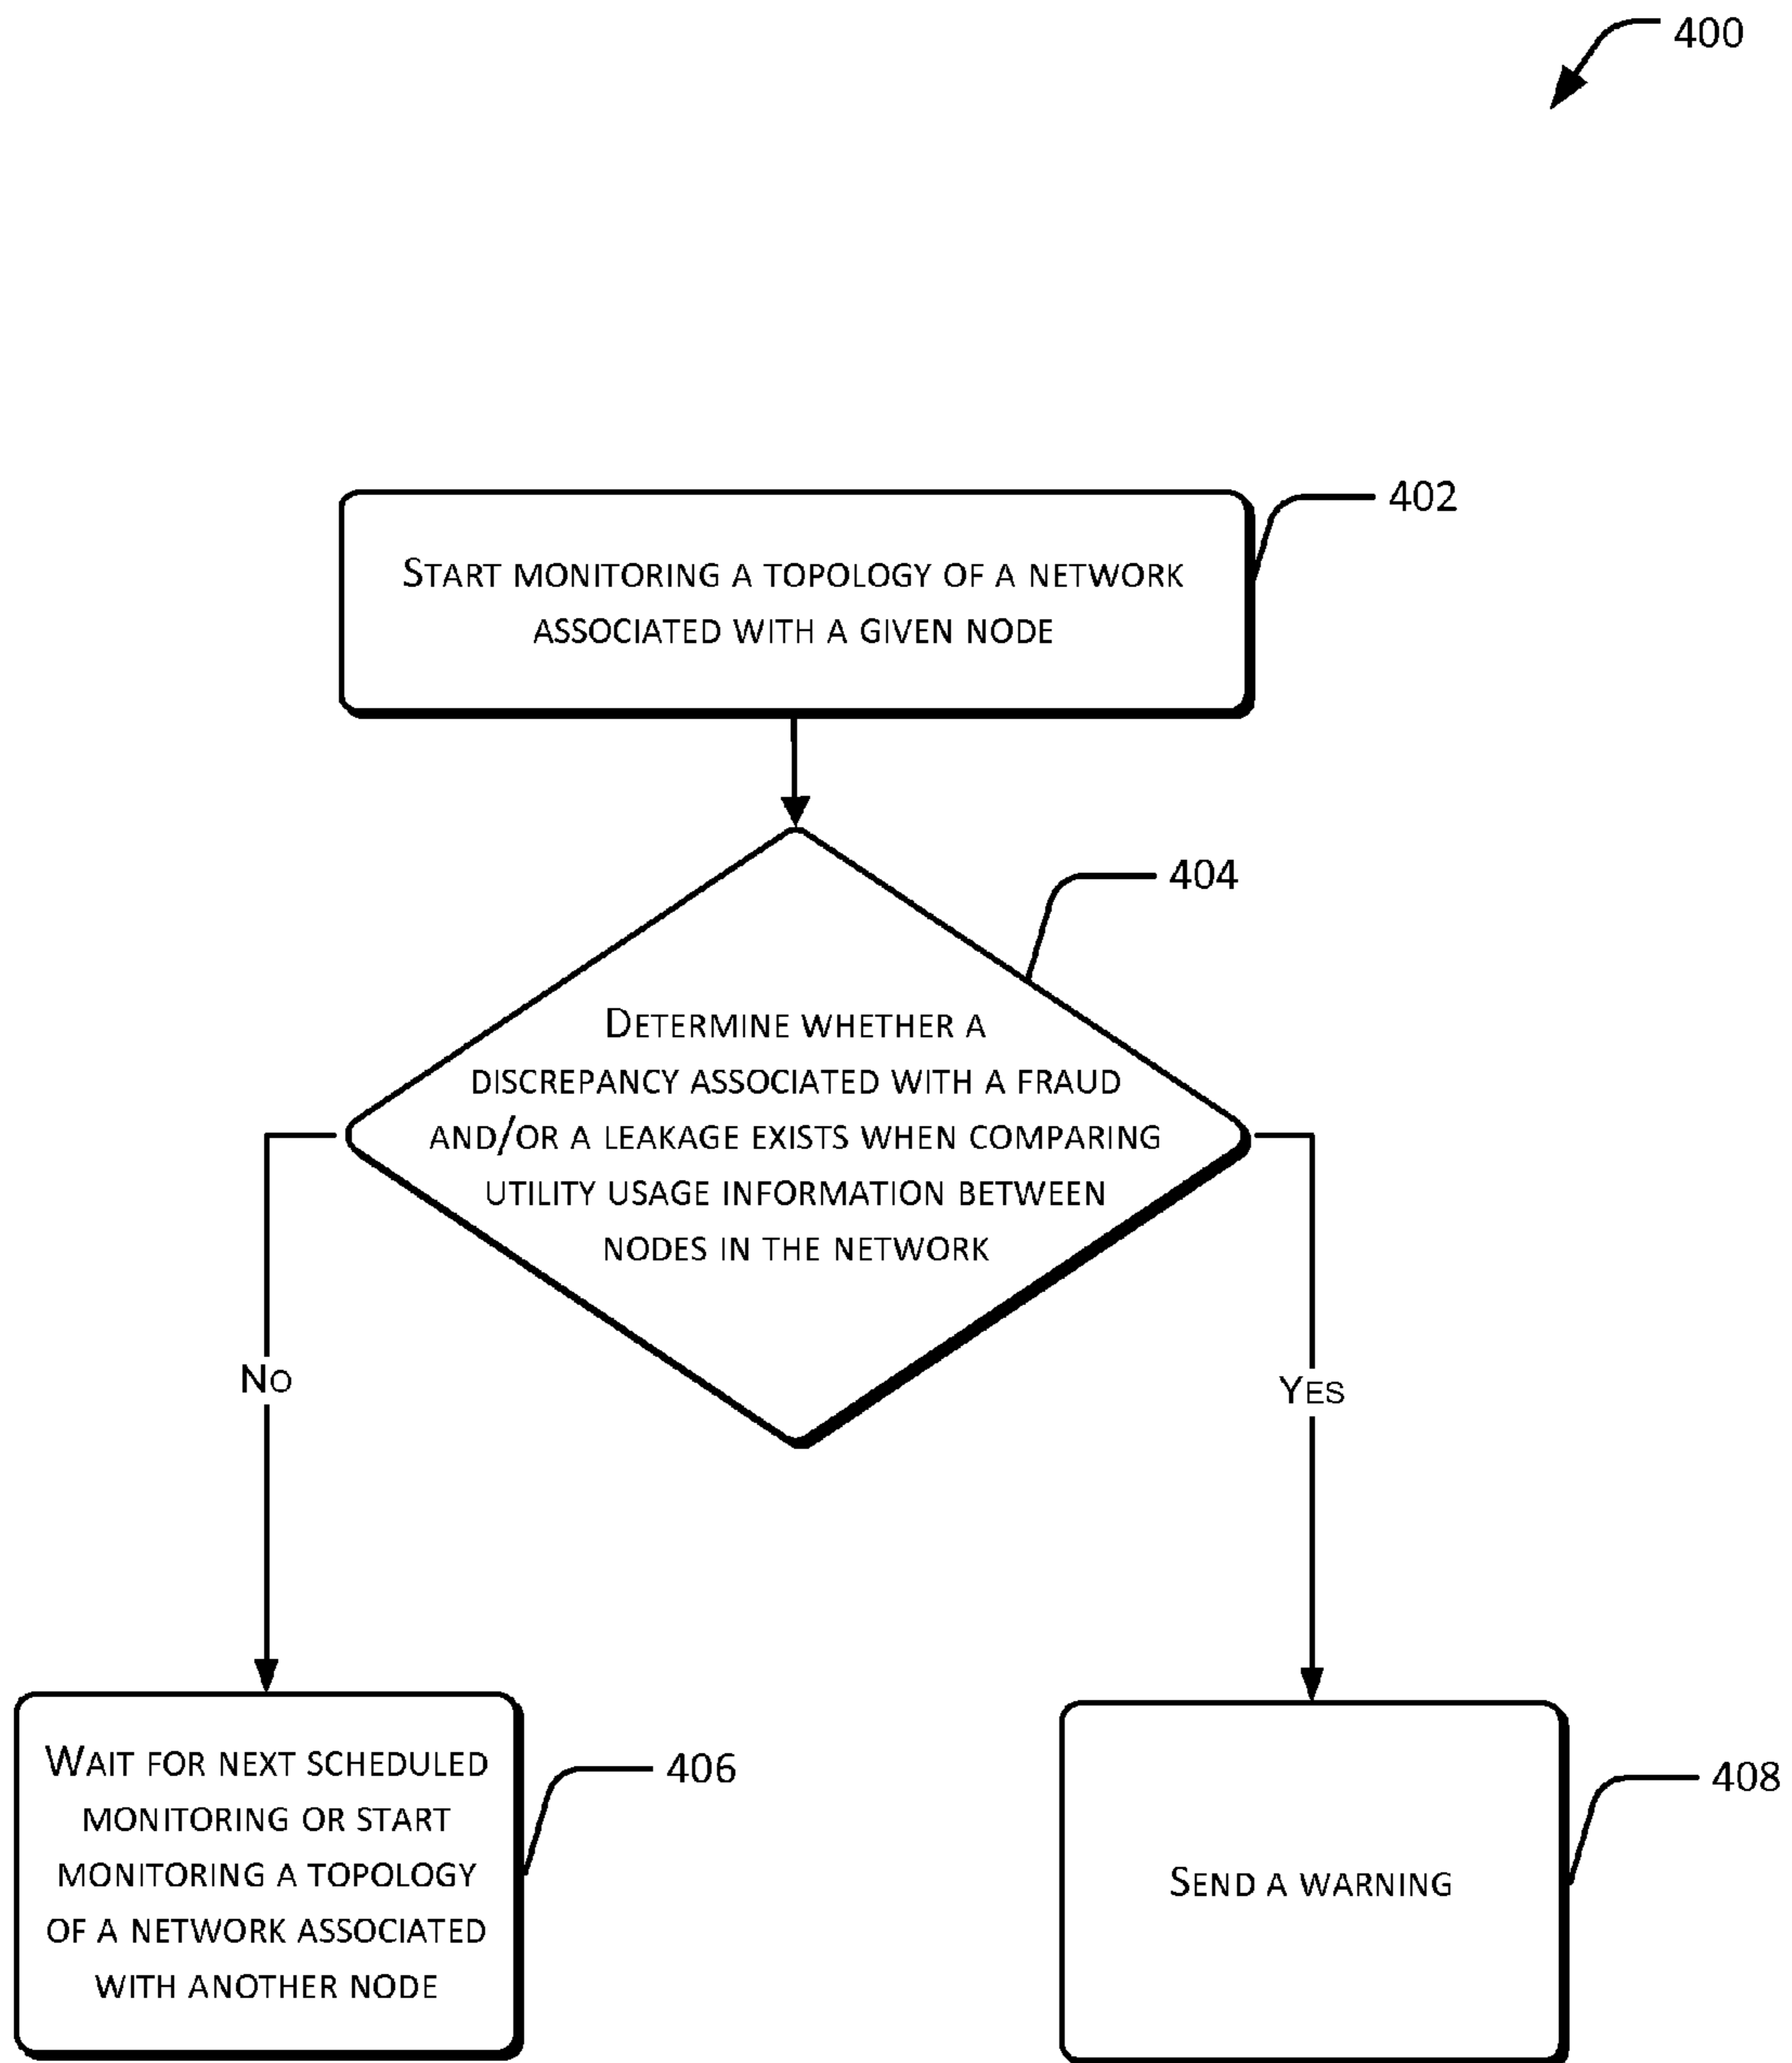 400
402
START MONITORING A TOPOLOGY OF A NETWORK
ASSOCIATED WITH A GIVEN NODE
404
DETERMINE WHETHER A
DISCREPANCY ASSOCIATED WITH A FRAUD
AND/OR A LEAKAGE EXISTS WHEN COMPARING
UTILITY USAGE INFORMATION BETWEEN
NODES IN THE NETWORK
NO
YES
WAIT FOR NEXT SCHEDULED
MONITORING OR START
MONITORING A TOPOLOGY
OF A NETWORK ASSOCIATED
WITH ANOTHER NODE
406
SEND A WARNING
408